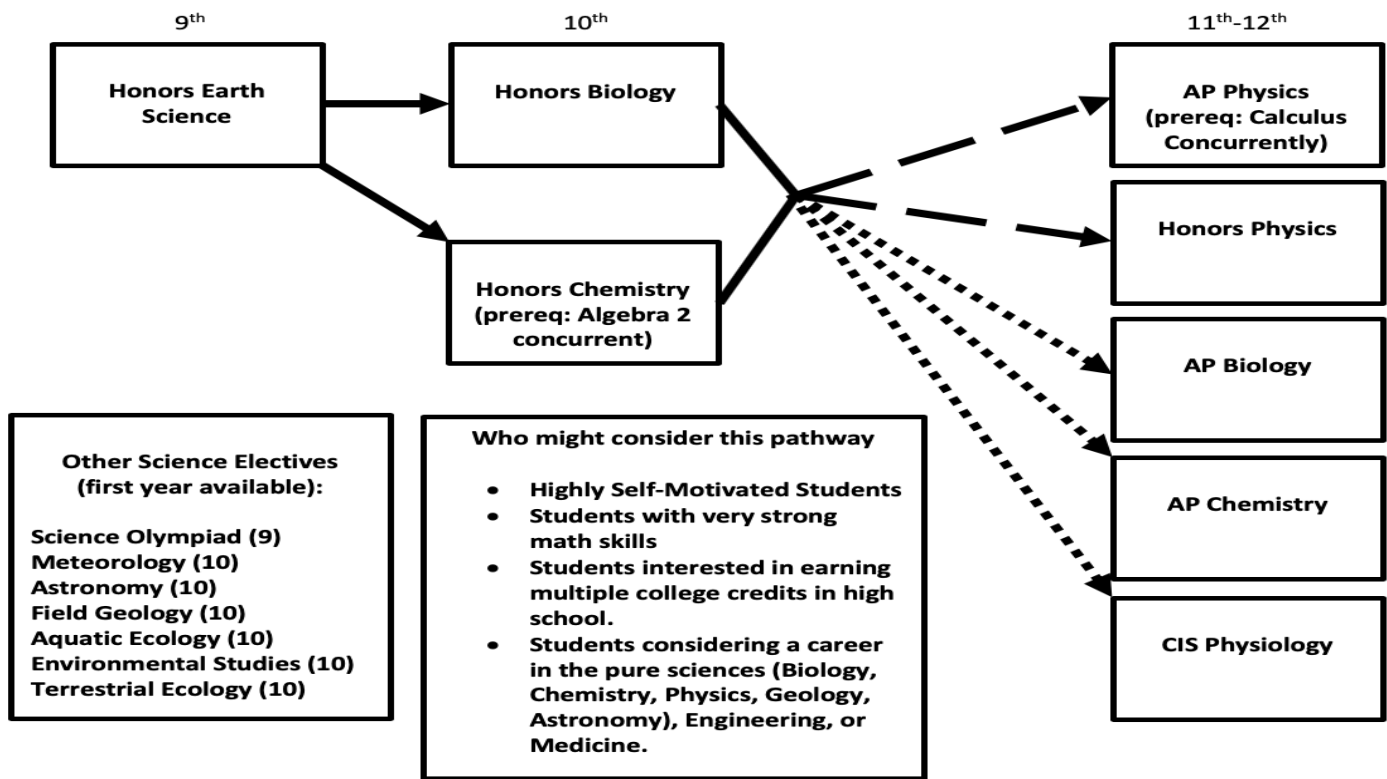 9th
10th
11th-12th
Honors Earth
Science
Honors Biology
AP Physics
(prereq: Calculus
Concurrently)
Honors Physics
Honors Chemistry
(prereq: Algebra 2
concurrent)
AP Biology
AP Chemistry
CIS Physiology
Other Science Electives
(first year available):
Science Olympiad (9)
Meteorology (10)
Astronomy (10)
Field Geology (10)
Aquatic Ecology (10)
Environmental Studies (10)
Terrestrial Ecology (10)
Who might consider this pathway
• Highly Self-Motivated Students
• Students with very strong
math skills
• Students interested in earning
multiple college credits in high
school.
• Students considering a career
in the pure sciences (Biology,
Chemistry, Physics, Geology,
Astronomy), Engineering, or
Medicine.